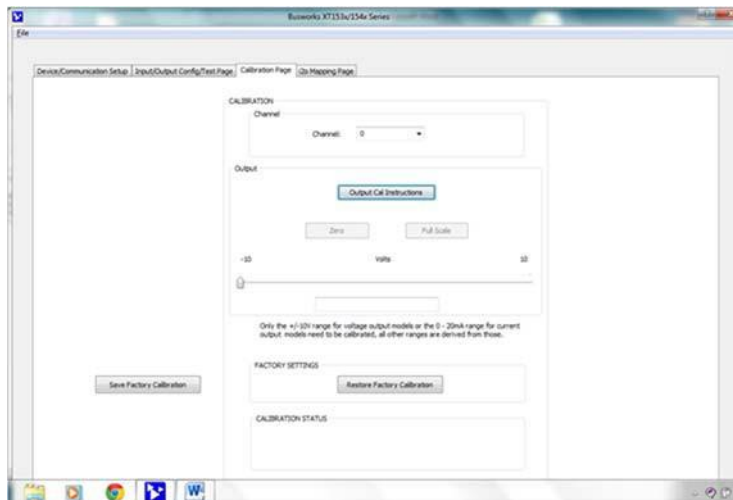 Busworks XT153x/154x Series
File
Device/Communication Setup Input/Output Config/Test Page Calibration Page i2o Mapping Page
CALIBRATION
Channel
Channel: 0
Output
Output Cal Instructions
Zero Full Scale
-10 Volts 10
Only the +/-10V range for voltage output models or the 0 - 20mA range for current
output models need to be calibrated, all other ranges are derived from those.
FACTORY SETTINGS
Save Factory Calibration Restore Factory Calibration
CALIBRATION STATUS